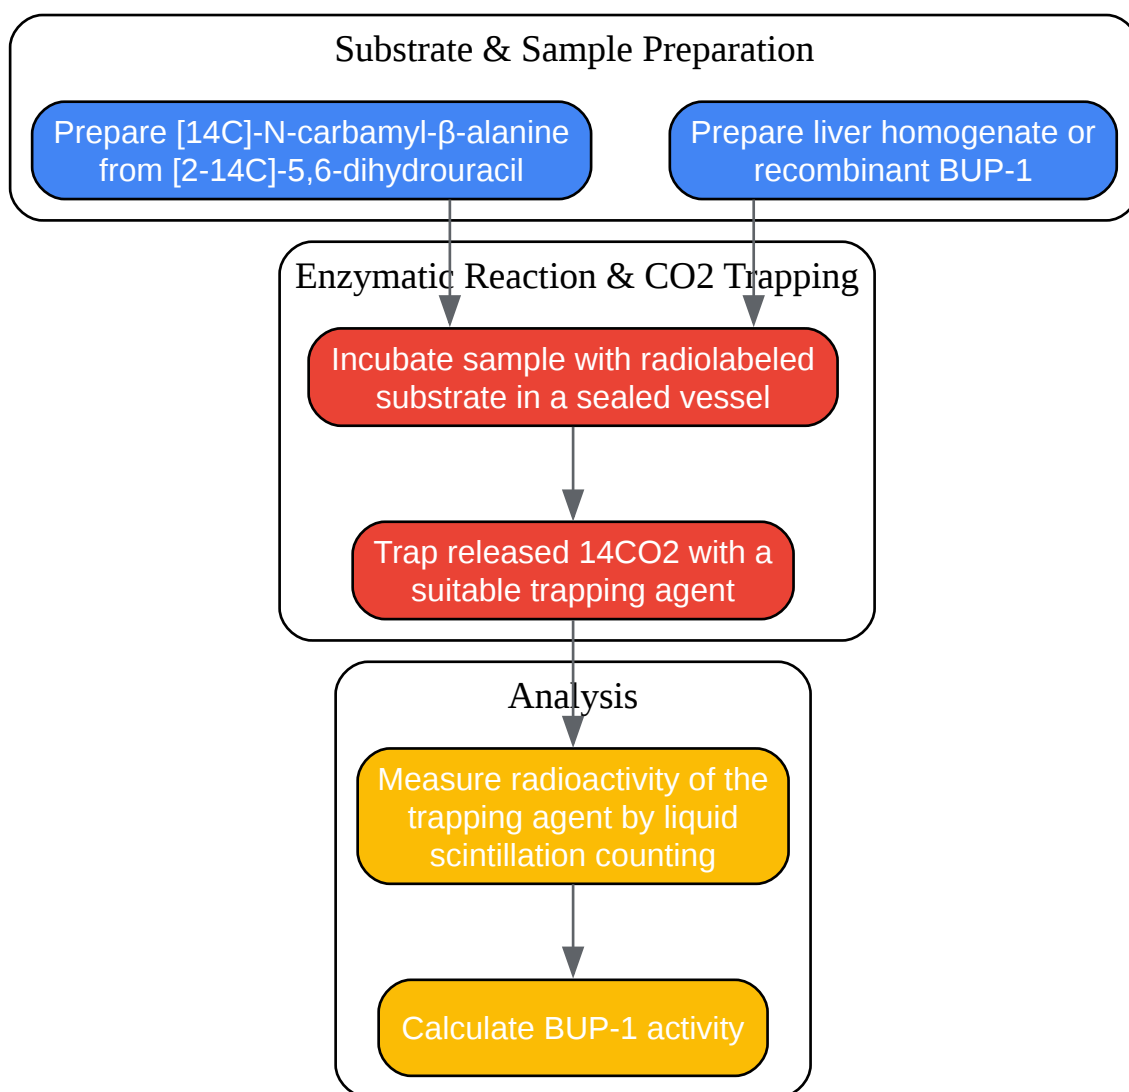 Substrate & Sample Preparation
Prepare [14C]-N-carbamyl-β-alanine
from [2-14C]-5,6-dihydrouracil
Prepare liver homogenate or
recombinant BUP-1
Enzymatic Reaction & CO2 Trapping
Incubate sample with radiolabeled
substrate in a sealed vessel
Trap released 14CO2 with a
suitable trapping agent
Analysis
Measure radioactivity of the
trapping agent by liquid
scintillation counting
Calculate BUP-1 activity